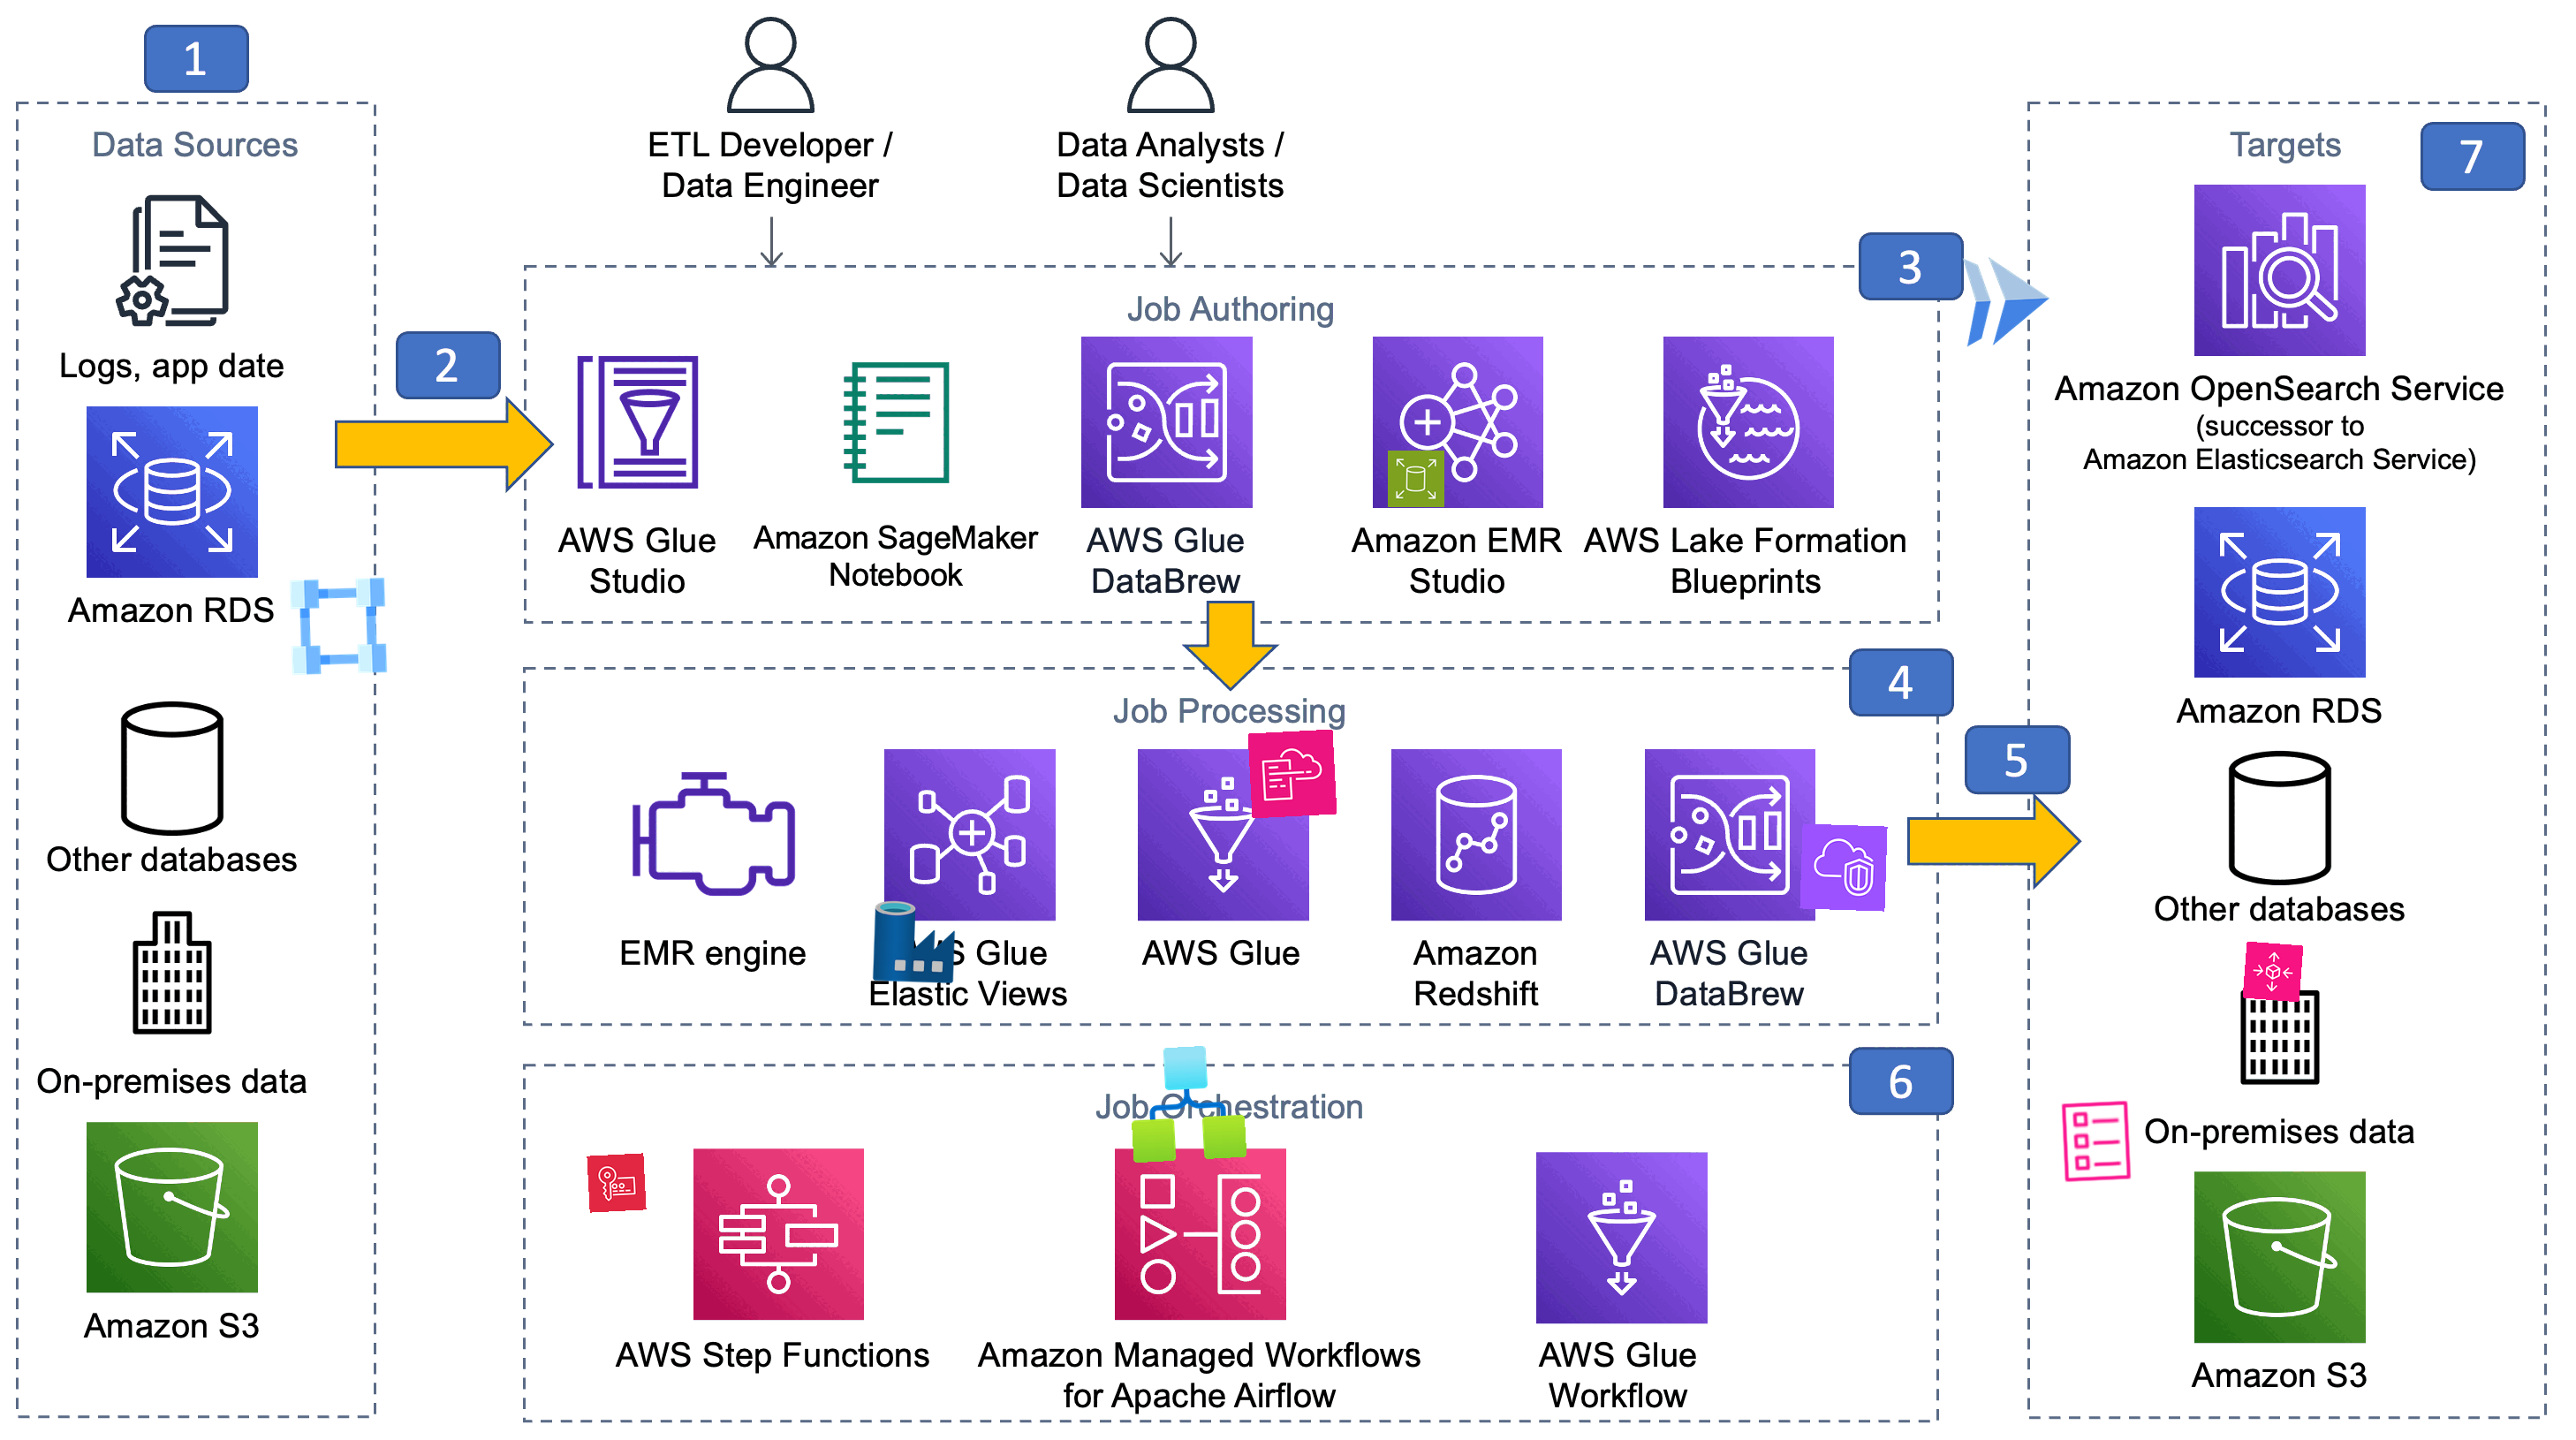 1
Data Sources
Logs, app date
Amazon RDS
Other databases
On-premises data
Amazon S3
2
ETL Developer /
Data Engineer
Data Analysts /
Data Scientists
3
Job Authoring
AWS Glue
Studio
Amazon SageMaker
Notebook
AWS Glue
DataBrew
Amazon EMR
Studio
AWS Lake Formation
Blueprints
4
Job Processing
EMR engine
Glue
Elastic Views
AWS Glue
Amazon
Redshift
AWS Glue
DataBrew
5
6
Job Orchestration
AWS Step Functions
Amazon Managed Workflows
for Apache Airflow
AWS Glue
Workflow
7
Targets
Amazon OpenSearch Service
(successor to
Amazon Elasticsearch Service)
Amazon RDS
Other databases
On-premises data
Amazon S3